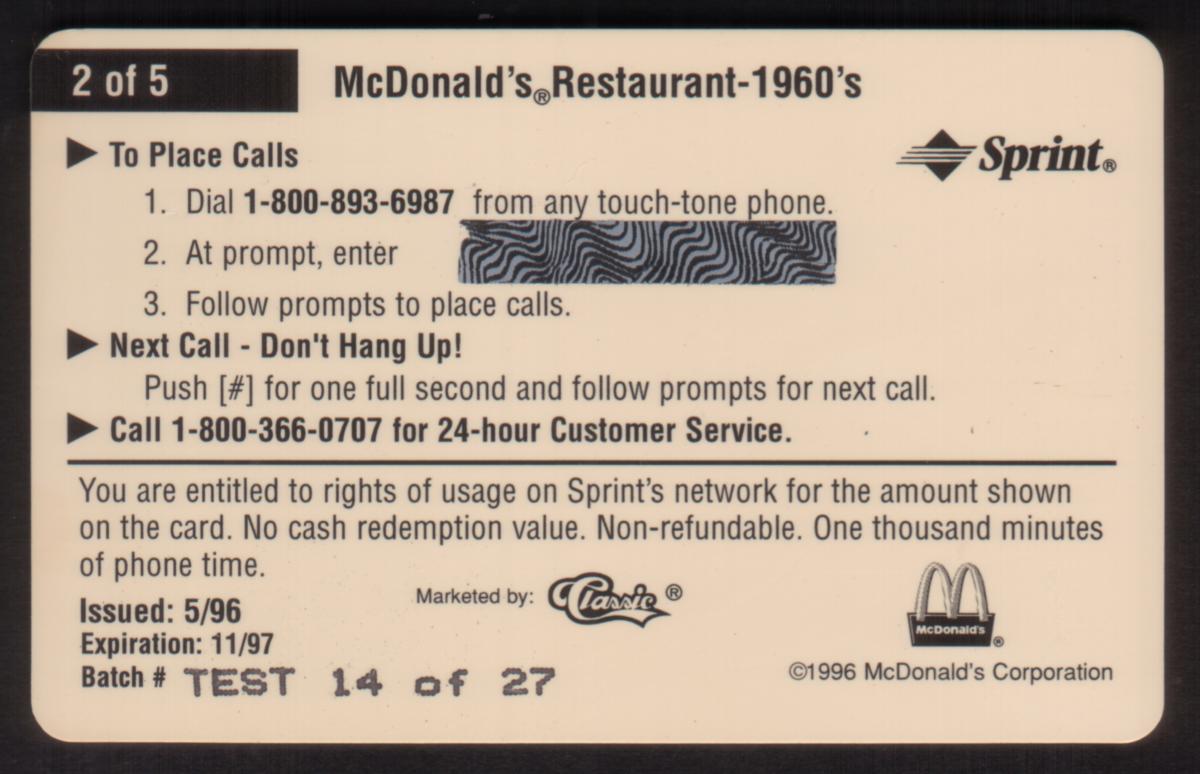 2 of 5
McDonald's®Restaurant-1960's
▶ To Place Calls
Sprint®
1. Dial 1-800-893-6987 from any touch-tone phone.
2. At prompt, enter
3. Follow prompts to place calls.
▶ Next Call - Don't Hang Up!
Push [#] for one full second and follow prompts for next call.
▶ Call 1-800-366-0707 for 24-hour Customer Service.
You are entitled to rights of usage on Sprint's network for the amount shown
on the card. No cash redemption value. Non-refundable. One thousand minutes
of phone time.
Marketed by: Classic®
McDonald's®
Issued: 5/96
Expiration: 11/97
Batch # TEST 14 of 27
©1996 McDonald's Corporation